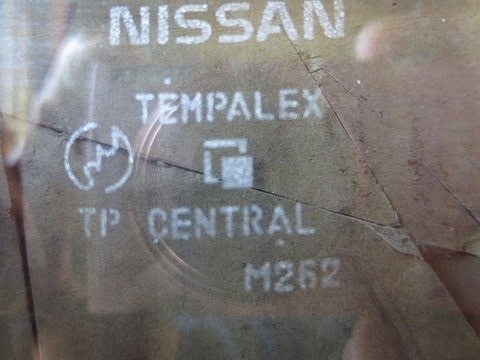 NISSAN
TEMPALEX
TP CENTRAL
M262